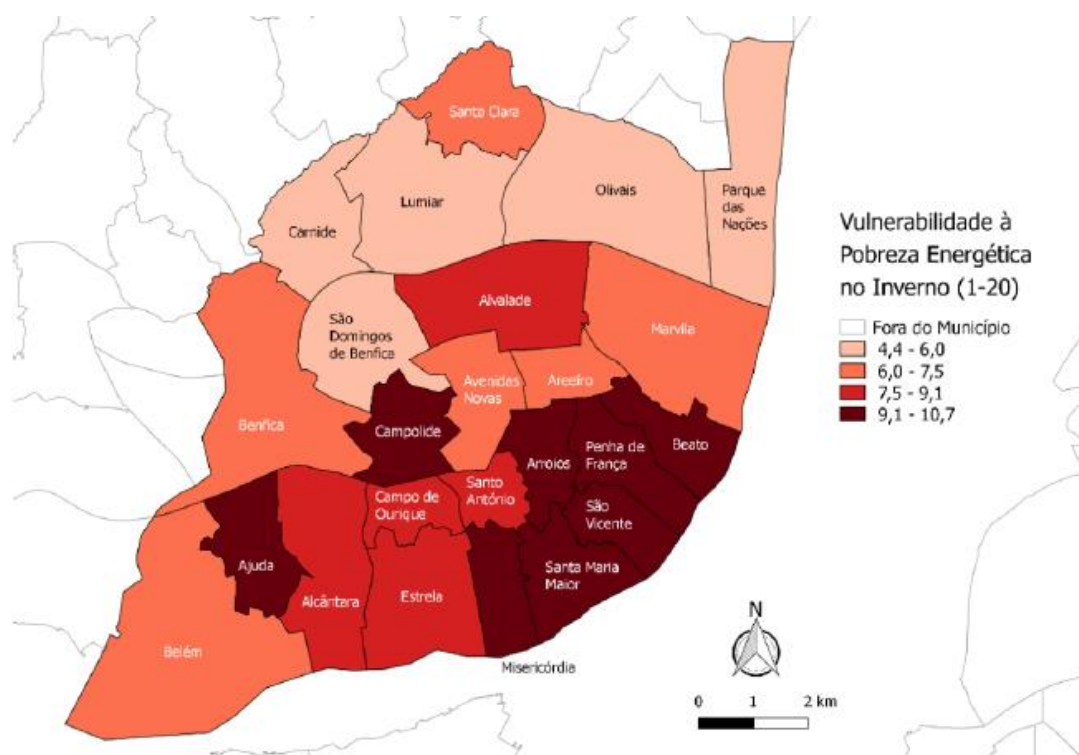 Santa Clara
Lumiar
Olivais
Parque
das
Nações
Carnide
Vulnerabilidade à
Pobreza Energética
no Inverno (1-20)
Fora do Município
4,4 - 6,0
6,0 - 7,5
7,5 - 9,1
9,1 - 10,7
Alvalade
São
Domingos
de Benfica
Marvila
Avenidas
Novas
Areeiro
Benfica
Campolide
Arroios
Penha de
França
Beato
Campo de
Ourique
Santo
António
São
Vicente
Ajuda
Santa Maria
Maior
Alcântara
Estrela
Belém
Misericórdia
N
0 1 2 km